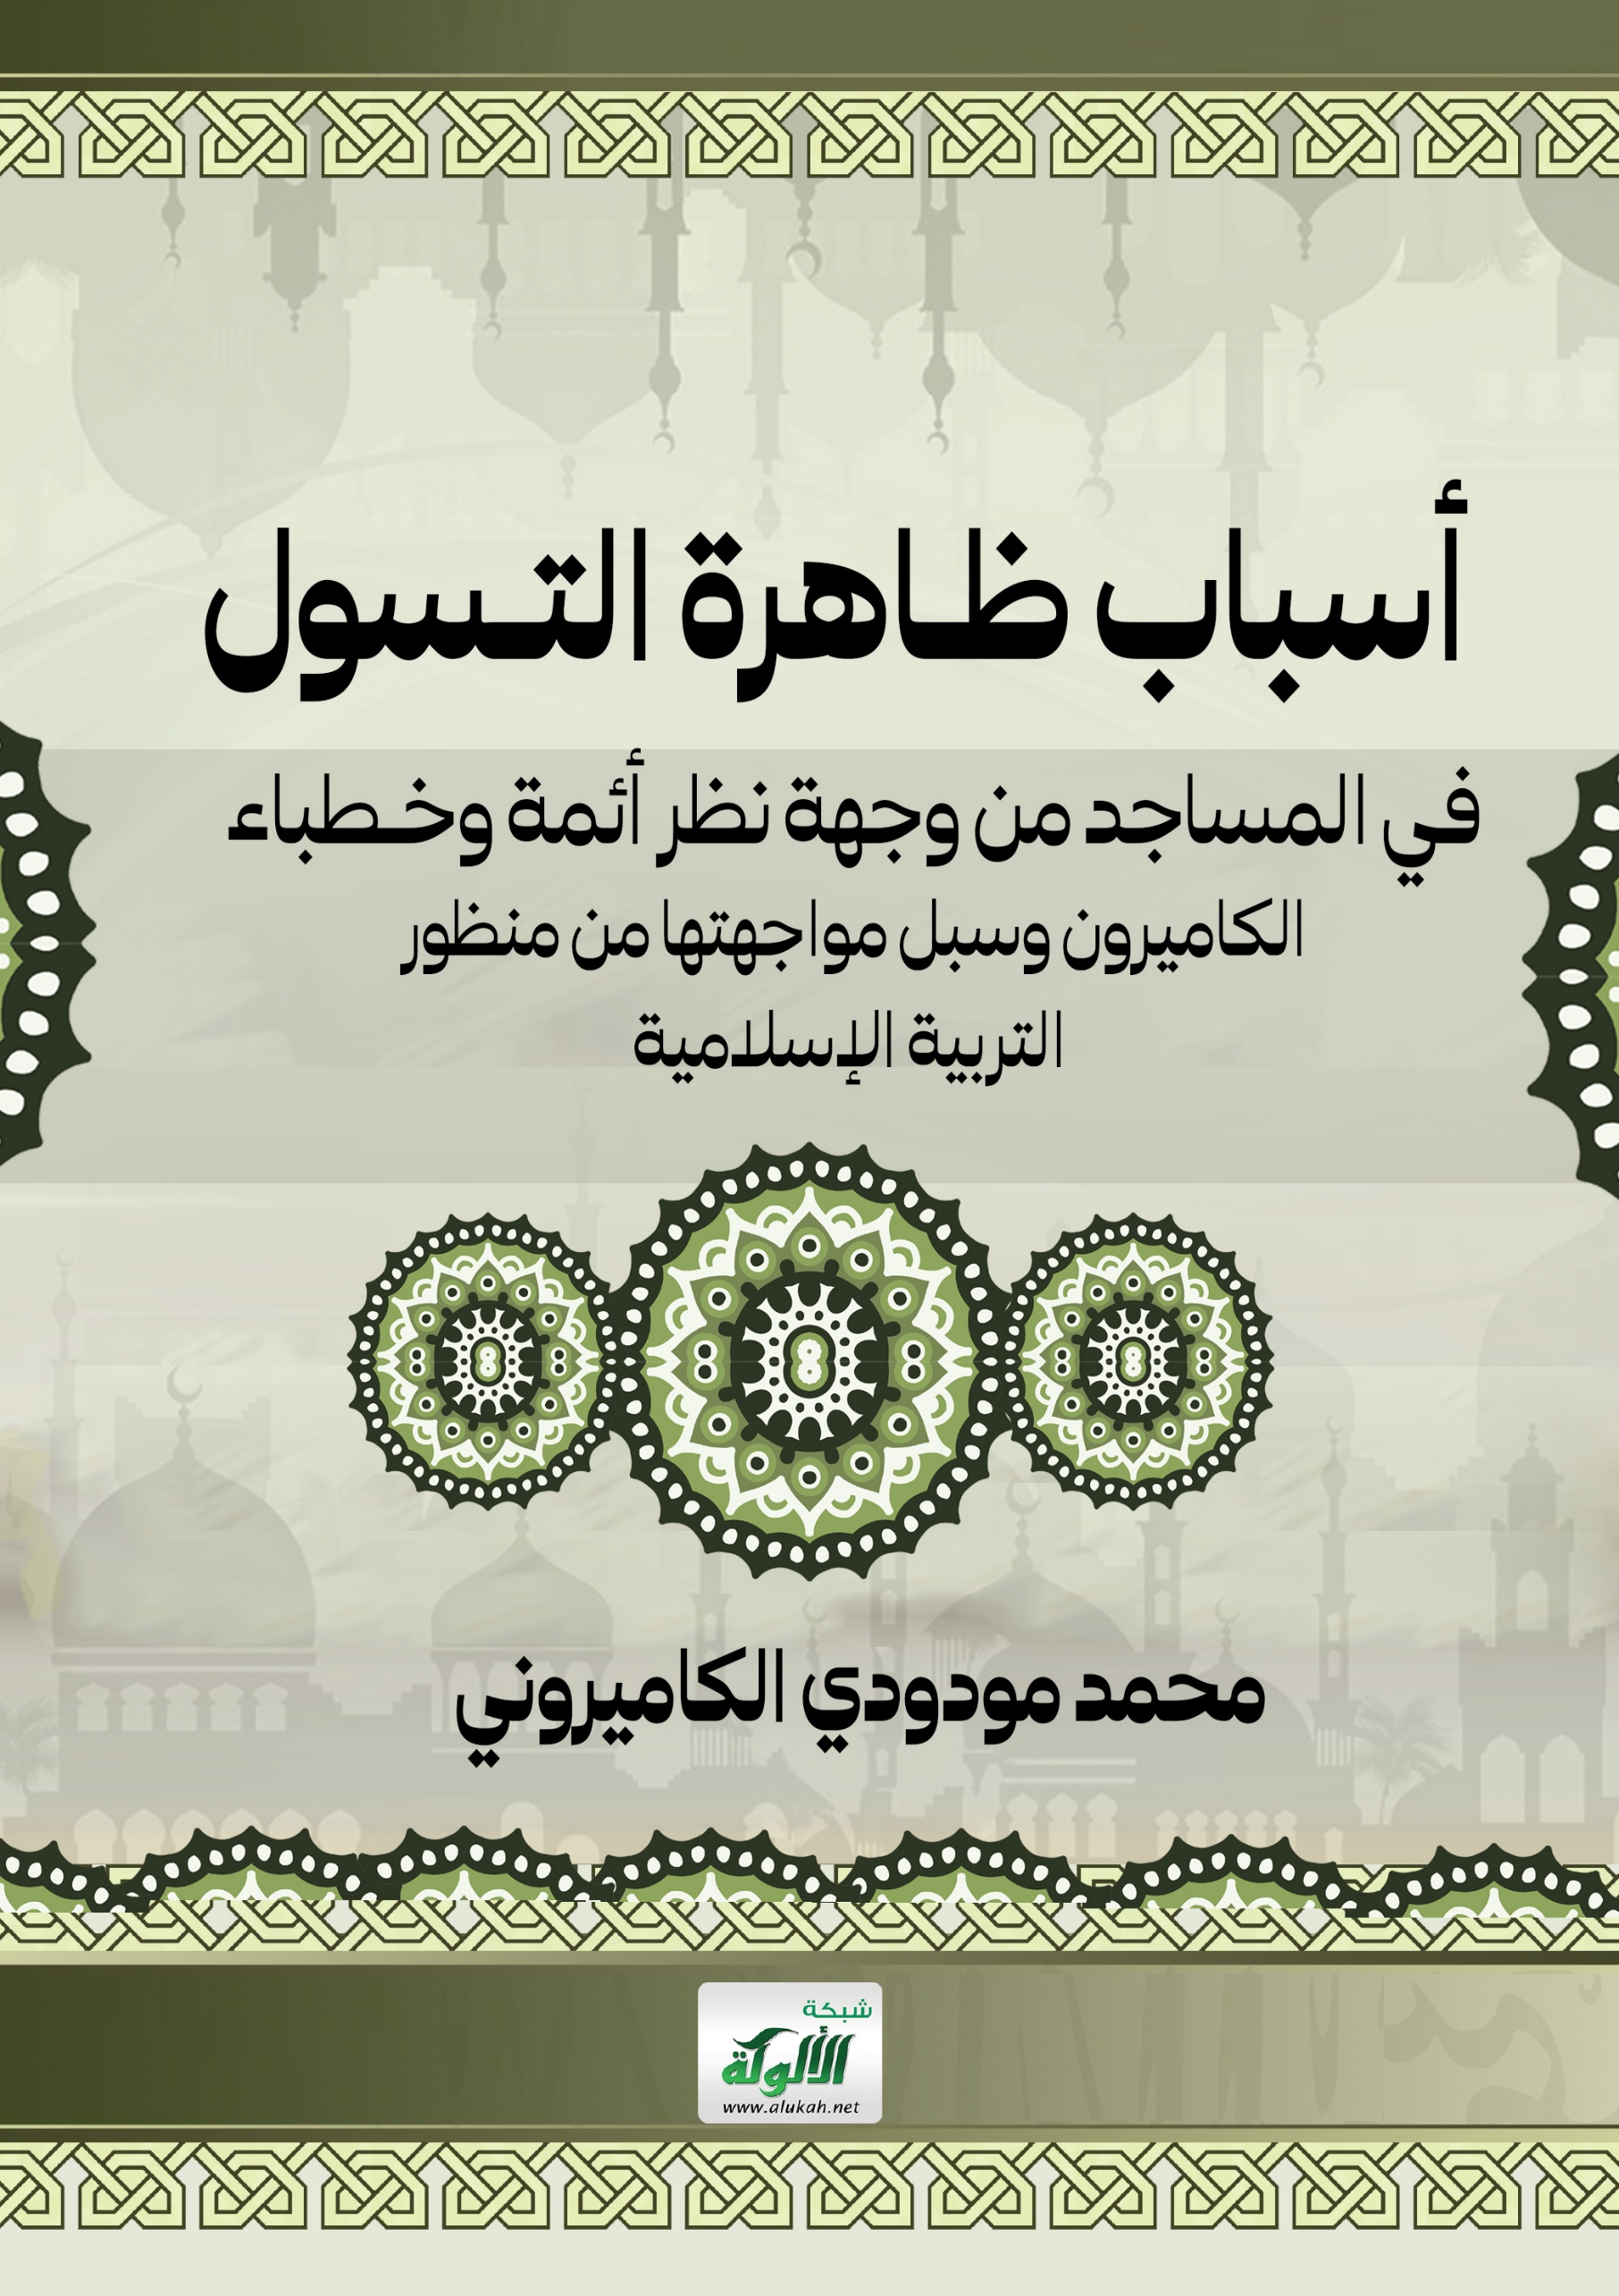 أسباب ظاهرة التسول
في المساجد من وجهة نظر أئمة وخطباء
الكاميرون وسبل مواجهتها من منظور
التربية الإسلامية
محمد مودودي الكاميروني
شبكة
الألوكة
www.alukah.net